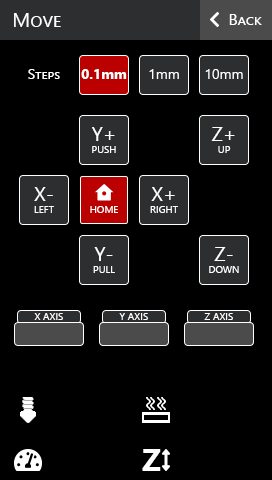 Move
Back
Steps 0.1mm 1mm 10mm
Y+ Z+
PUSH UP
X- X+
LEFT HOME RIGHT
Y- Z-
PULL DOWN
X AXIS Y AXIS Z AXIS
Z